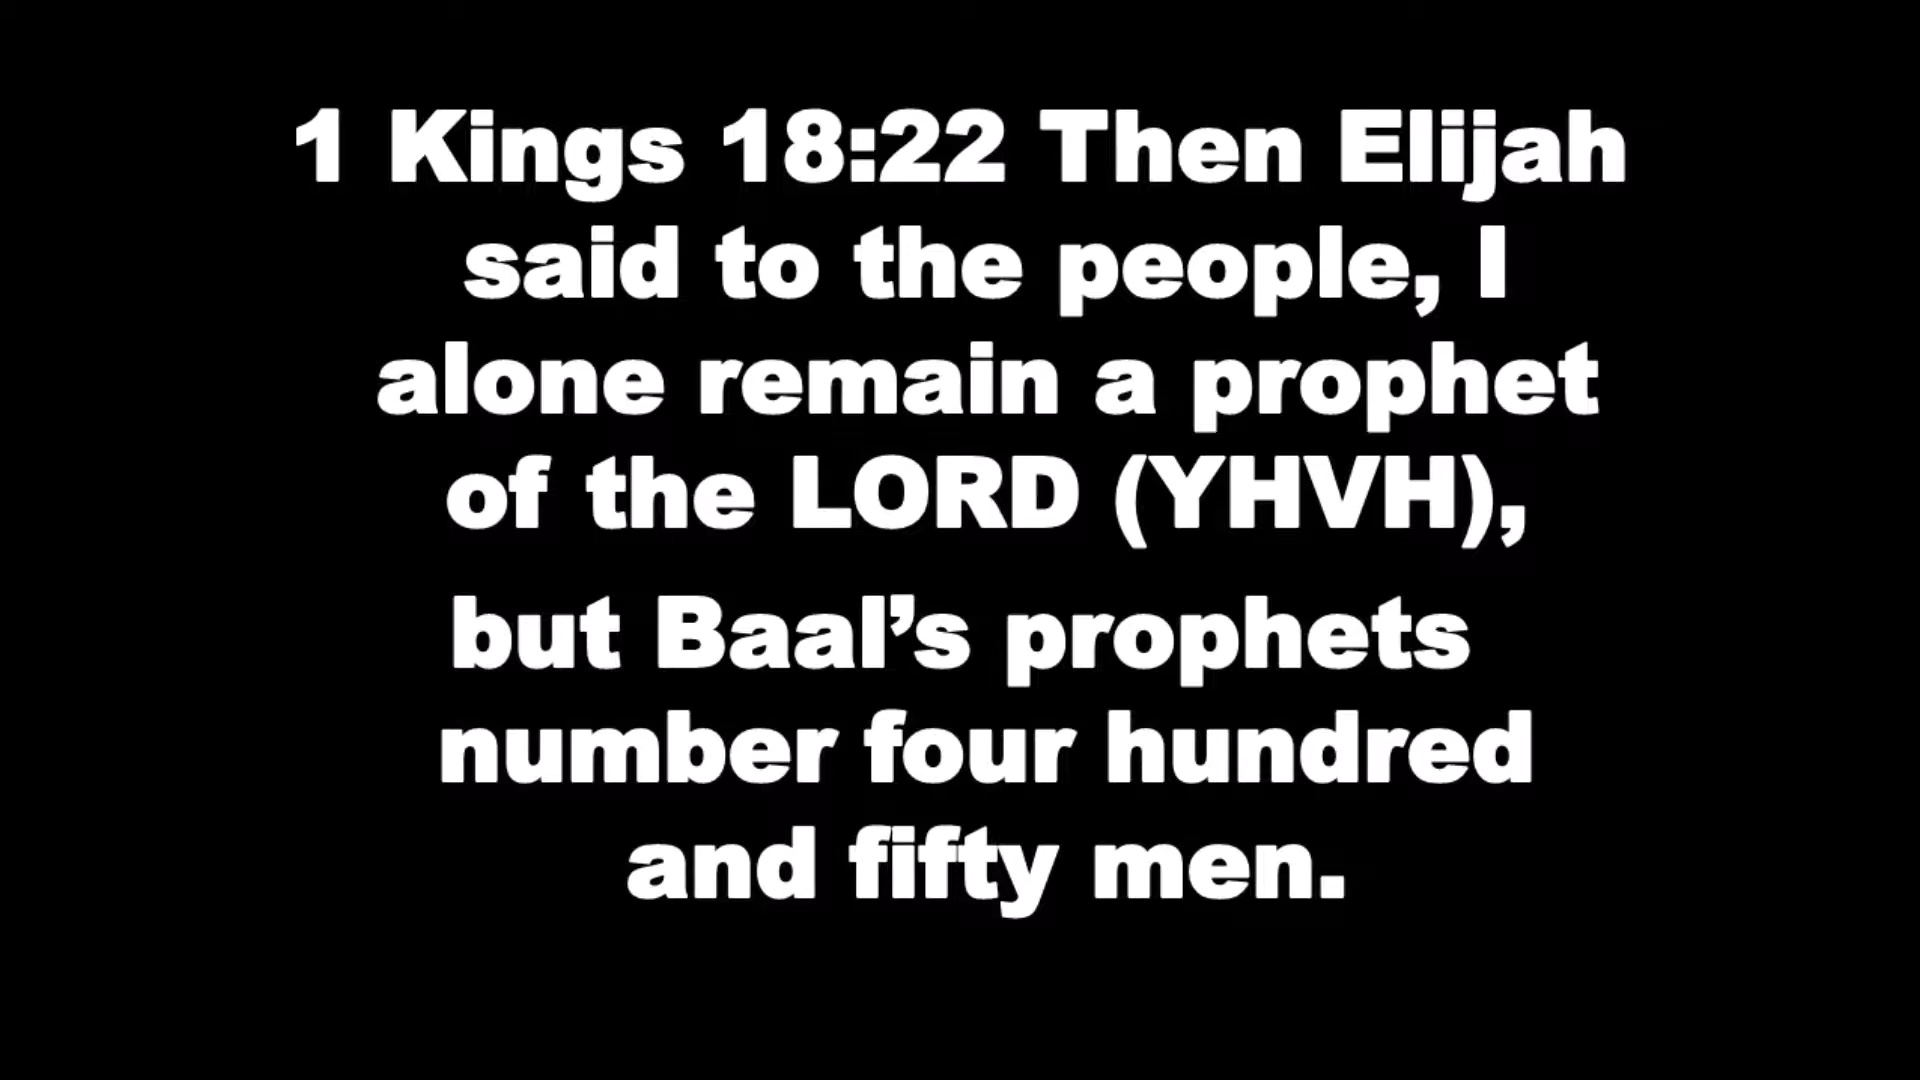 1 Kings 18:22 Then Elijah
said to the people, I
alone remain a prophet
of the LORD (YHVH),
but Baal’s prophets
number four hundred
and fifty men.